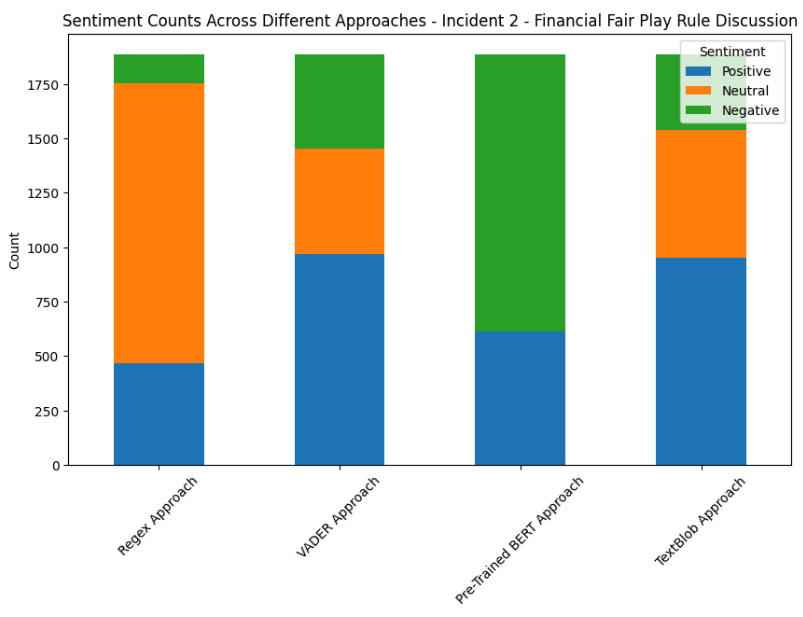 Sentiment Counts Across Different Approaches - Incident 2 - Financial Fair Play Rule Discussion
Sentiment
Positive
Neutral
Negative
1750
1500
1250
1000
750
500
250
0
Count
Regex Approach
VADER Approach
Pre-Trained BERT Approach
TextBlob Approach